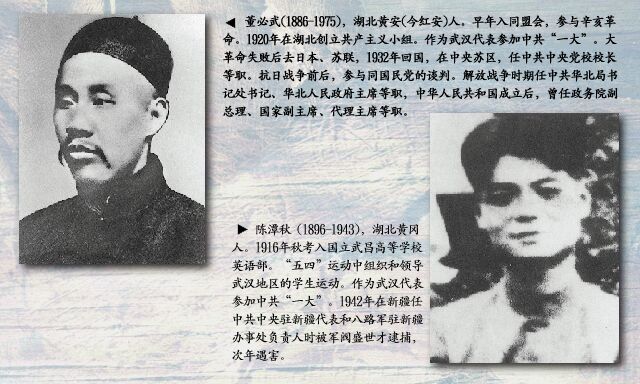 ◀ 董必武(1886-1975)，湖北黄安(今红安)人。早年入同盟会，参与辛亥革
命。1920年在湖北创立共产主义小组。作为武汉代表参加中共“一大”。大
革命失败后去日本、苏联，1932年回国，在中央苏区，任中共中央党校校长
等职。抗日战争前后，参与同国民党的谈判。解放战争时期任中共华北局书
记处书记、华北人民政府主席等职，中华人民共和国成立后，曾任政务院副
总理、国家副主席、代理主席等职。
▶ 陈潭秋 (1896-1943)，湖北黄冈
人。1916年秋考入国立武昌高等学校
英语部。“五四”运动中组织和领导
武汉地区的学生运动。作为武汉代表
参加中共“一大”。1942年在新疆任
中共中央驻新疆代表和八路军驻新疆
办事处负责人时被军阀盛世才逮捕，
次年遇害。